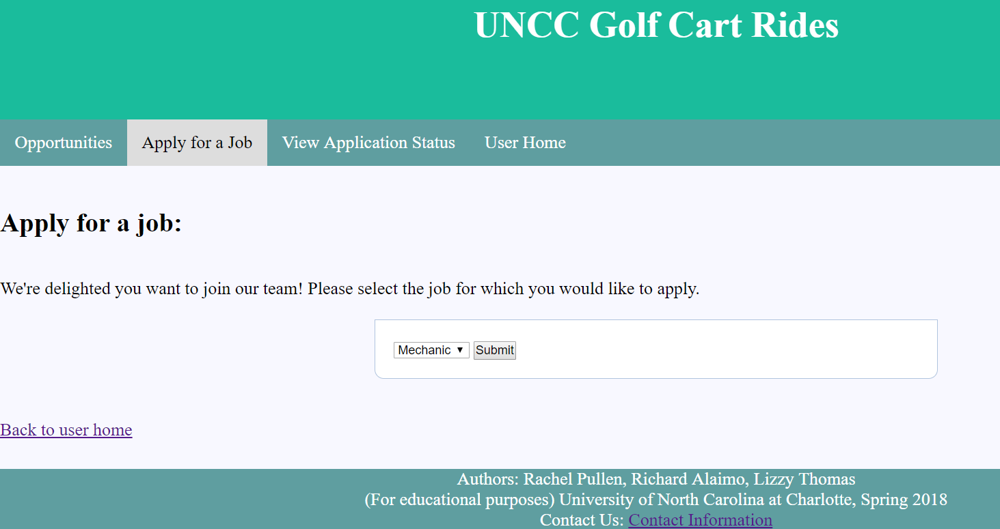 UNCC Golf Cart Rides
Opportunities Apply for a Job View Application Status User Home
Apply for a job:
We're delighted you want to join our team! Please select the job for which you would like to apply.
Mechanic Submit
Back to user home
Authors: Rachel Pullen, Richard Alaimo, Lizzy Thomas
(For educational purposes) University of North Carolina at Charlotte, Spring 2018
Contact Us: Contact Information